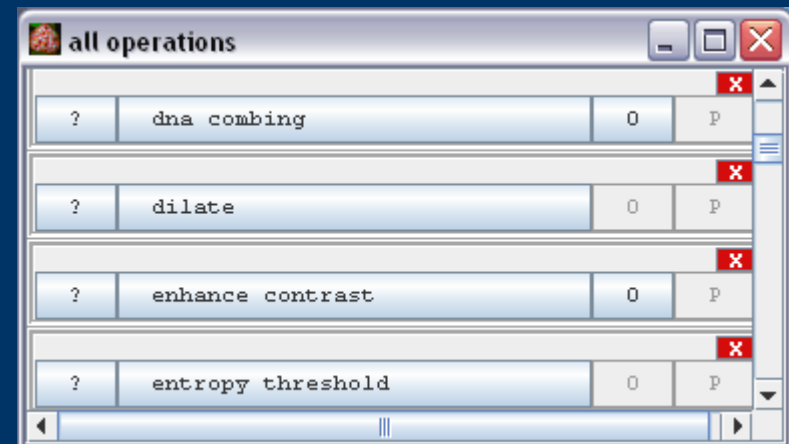 all operations
X
? dna combing O P
X
? dilate O P
X
? enhance contrast O P
X
? entropy threshold O P